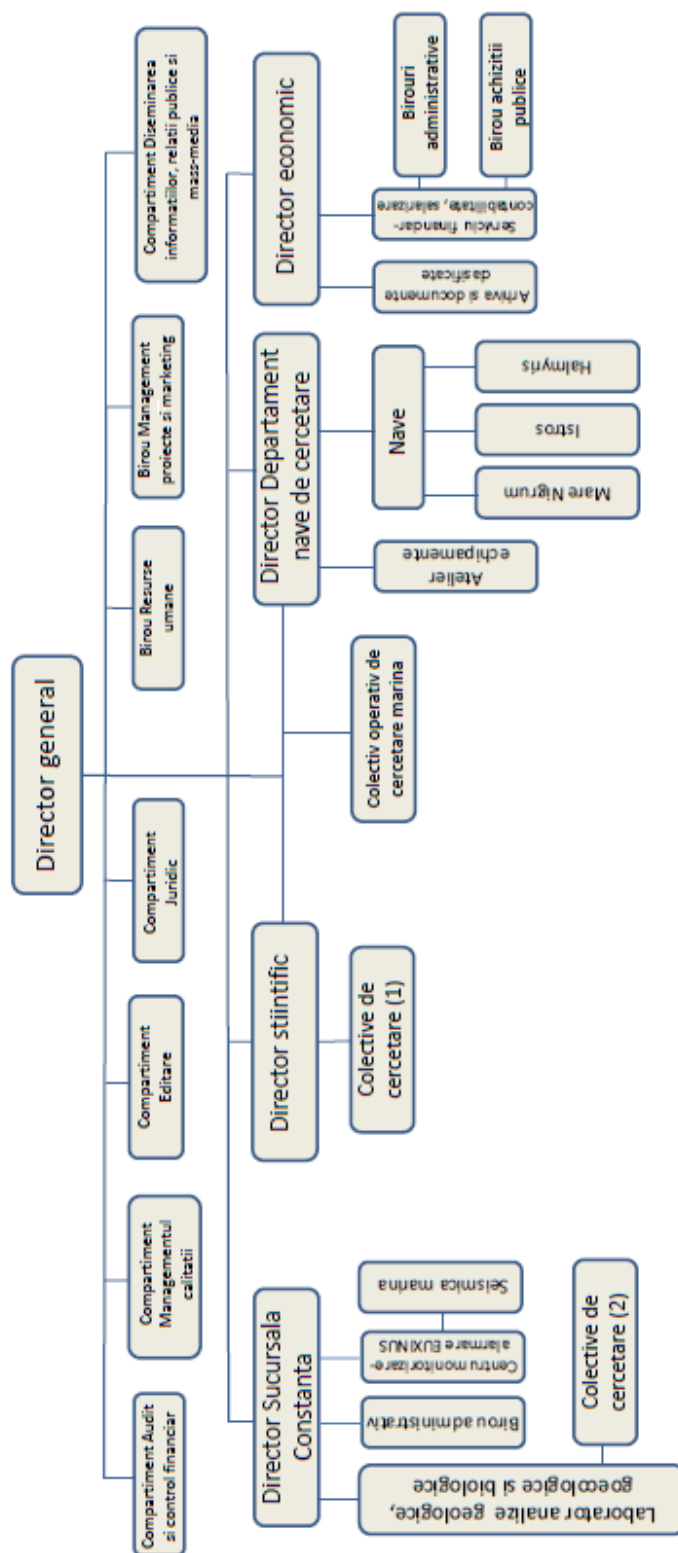 Director general
Compartiment Audit
si control financiar
Compartiment
Managementul
calitatii
Compartiment
Editare
Compartiment
Juridic
Birou Resurse
umane
Birou Management
proiecte si marketing
Compartiment Diseminarea
informatiilor, relatii publice si
mass-media
Director Sucursala
Constanta
Director stiintific
Director Departament
nave de cercetare
Director economic
Laborator analize geologice,
goecologice si biologice
Birou administrativ
Centru monitorizare-
alarmare EUXINUS
Seismica marina
Colective de
cercetare (2)
Colective de
cercetare (1)
Colectiv operativ de
cercetare marina
Atelier
echipamente
Nave
Mare Nigrum
Istros
Halmyris
Arhiva si documente
clasificate
Serviciu financiar-
contabilitate, salarizare
Birouri
administrative
Birou achizitii
publice